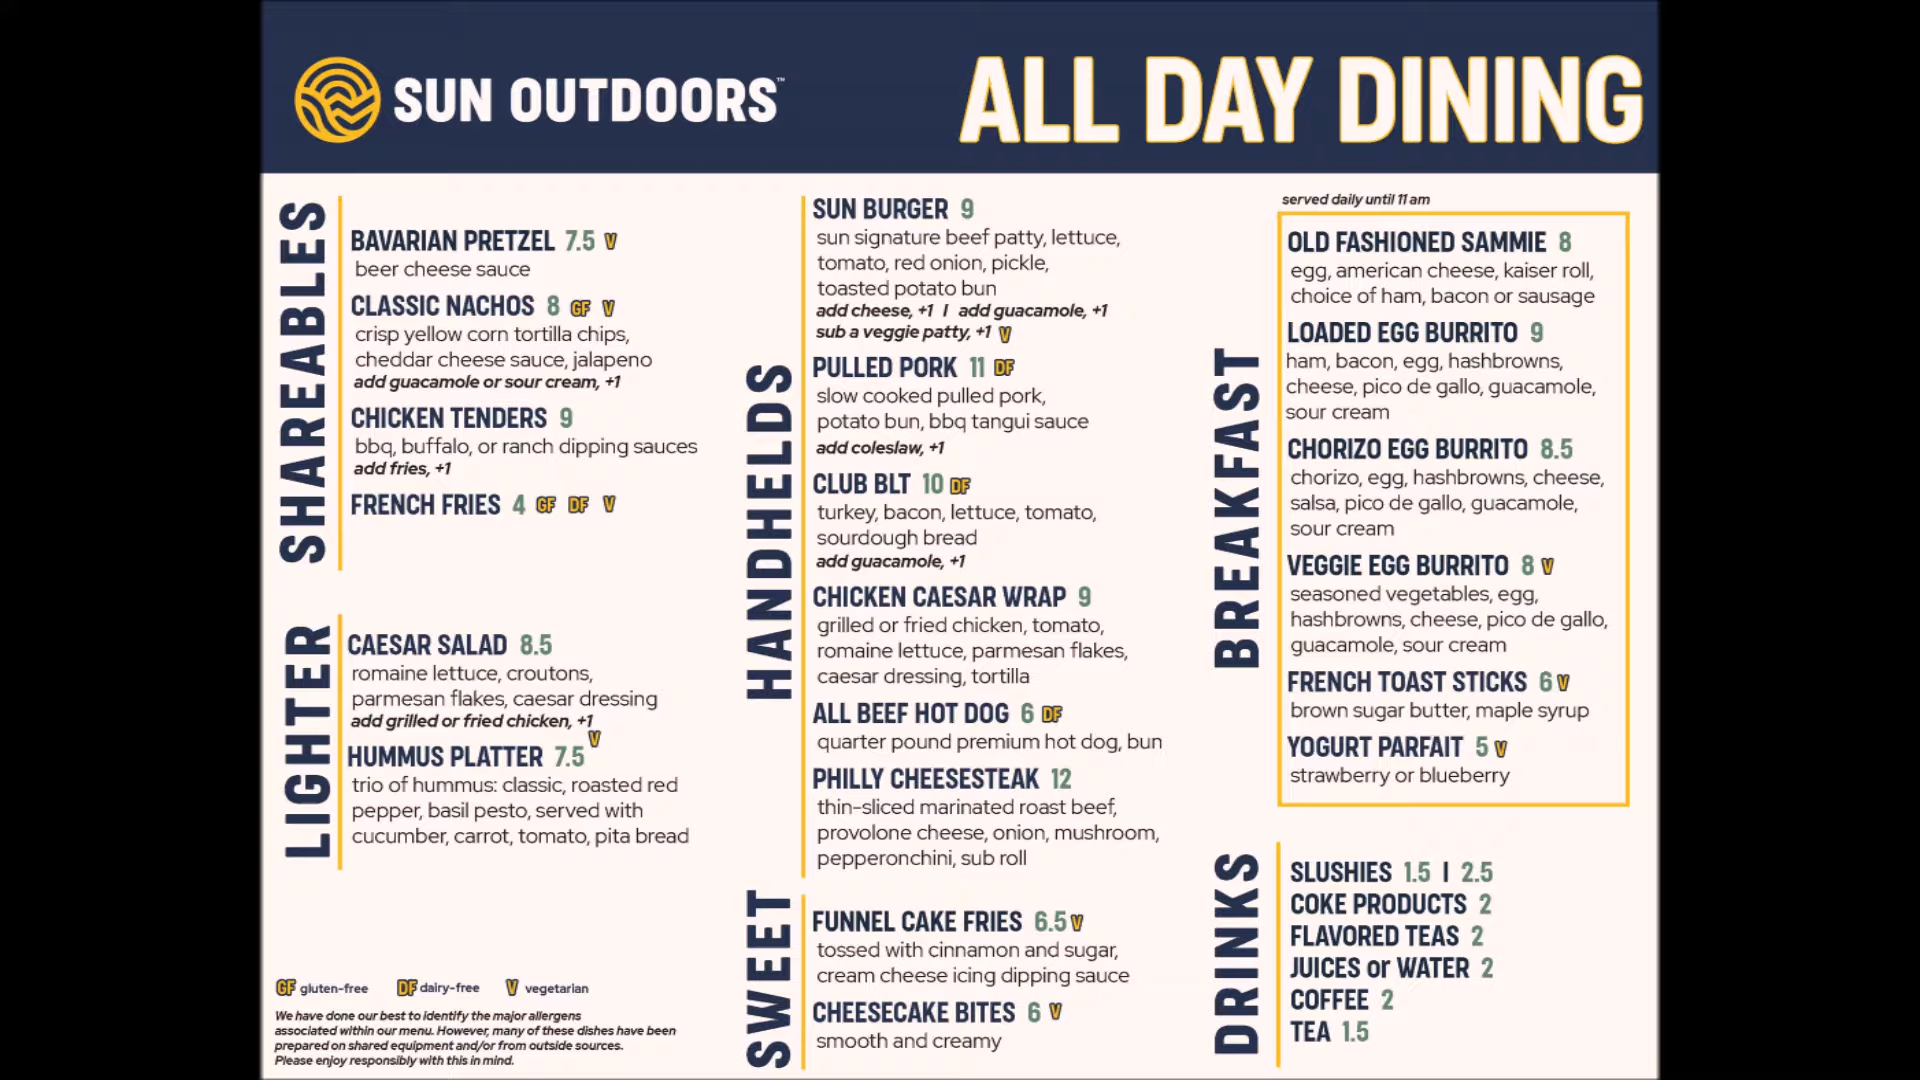 SUN OUTDOORS™
ALL DAY DINING
SHAREABLES
BAVARIAN PRETZEL 7.5 V
beer cheese sauce
CLASSIC NACHOS 8 GF V
crisp yellow corn tortilla chips,
cheddar cheese sauce, jalapeno
add guacamole or sour cream, +1
CHICKEN TENDERS 9
bbq, buffalo, or ranch dipping sauces
add fries, +1
FRENCH FRIES 4 GF DF V
LIGHTER
CAESAR SALAD 8.5
romaine lettuce, croutons,
parmesan flakes, caesar dressing
add grilled or fried chicken, +1
HUMMUS PLATTER 7.5 V
trio of hummus: classic, roasted red
pepper, basil pesto, served with
cucumber, carrot, tomato, pita bread
GF gluten-free DF dairy-free V vegetarian
We have done our best to identify the major allergens
associated within our menu. However, many of these dishes have been
prepared on shared equipment and/or from outside sources.
Please enjoy responsibly with this in mind.
HANDHELDS
SUN BURGER 9
sun signature beef patty, lettuce,
tomato, red onion, pickle,
toasted potato bun
add cheese, +1 I add guacamole, +1
sub a veggie patty, +1 V
PULLED PORK 11 DF
slow cooked pulled pork,
potato bun, bbq tangui sauce
add coleslaw, +1
CLUB BLT 10 DF
turkey, bacon, lettuce, tomato,
sourdough bread
add guacamole, +1
CHICKEN CAESAR WRAP 9
grilled or fried chicken, tomato,
romaine lettuce, parmesan flakes,
caesar dressing, tortilla
ALL BEEF HOT DOG 6 DF
quarter pound premium hot dog, bun
PHILLY CHEESESTEAK 12
thin-sliced marinated roast beef,
provolone cheese, onion, mushroom,
pepperonchini, sub roll
SWEET
FUNNEL CAKE FRIES 6.5 V
tossed with cinnamon and sugar,
cream cheese icing dipping sauce
CHEESECAKE BITES 6 V
smooth and creamy
BREAKFAST
served daily until 11 am
OLD FASHIONED SAMMIE 8
egg, american cheese, kaiser roll,
choice of ham, bacon or sausage
LOADED EGG BURRITO 9
ham, bacon, egg, hashbrowns,
cheese, pico de gallo, guacamole,
sour cream
CHORIZO EGG BURRITO 8.5
chorizo, egg, hashbrowns, cheese,
salsa, pico de gallo, guacamole,
sour cream
VEGGIE EGG BURRITO 8 V
seasoned vegetables, egg,
hashbrowns, cheese, pico de gallo,
guacamole, sour cream
FRENCH TOAST STICKS 6 V
brown sugar butter, maple syrup
YOGURT PARFAIT 5 V
strawberry or blueberry
DRINKS
SLUSHIES 1.5 I 2.5
COKE PRODUCTS 2
FLAVORED TEAS 2
JUICES or WATER 2
COFFEE 2
TEA 1.5